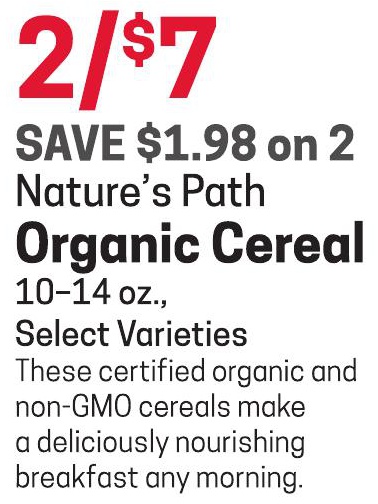 2/$7
SAVE $1.98 on 2
Nature's Path
Organic Cereal
10–14 oz.,
Select Varieties
These certified organic and
non-GMO cereals make
a deliciously nourishing
breakfast any morning.